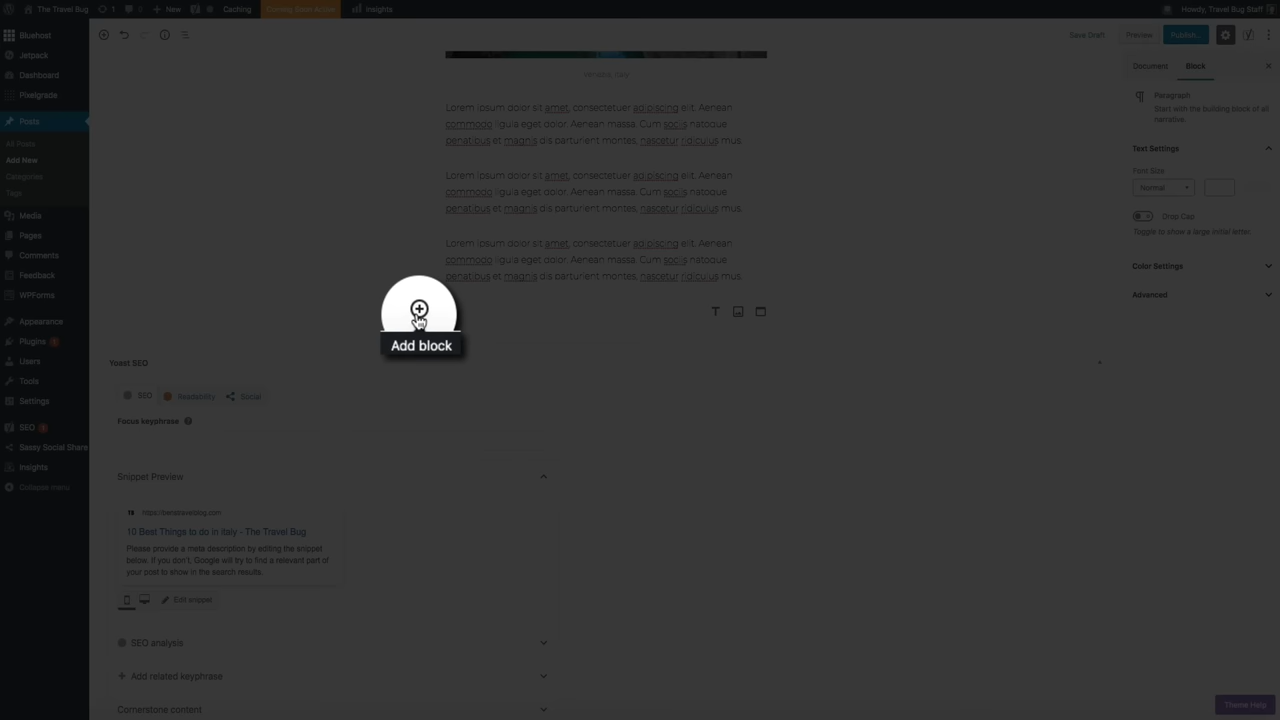 The Travel Bug
1
0
New
Caching
Coming Soon Active
Insights
Howdy, Travel Bug Staff
Bluehost
Jetpack
Dashboard
Pixelgrade
Posts
All Posts
Add New
Categories
Tags
Media
Pages
Comments
Feedback
WPForms
Appearance
Plugins 1
Users
Tools
Settings
SEO 1
Sassy Social Share
Insights
Collapse menu
Save Draft
Preview
Publish...
Venezia, Italy
Lorem ipsum dolor sit amet, consectetuer adipiscing elit. Aenean
commodo ligula eget dolor. Aenean massa. Cum sociis natoque
penatibus et magnis dis parturient montes, nascetur ridiculus mus.
Lorem ipsum dolor sit amet, consectetuer adipiscing elit. Aenean
commodo ligula eget dolor. Aenean massa. Cum sociis natoque
penatibus et magnis dis parturient montes, nascetur ridiculus mus.
Lorem ipsum dolor sit amet, consectetuer adipiscing elit. Aenean
commodo ligula eget dolor. Aenean massa. Cum sociis natoque
penatibus et magnis dis parturient montes, nascetur ridiculus mus.
Add block
Yoast SEO
SEO
Readability
Social
Focus keyphrase
Snippet Preview
https://benstravelblog.com
10 Best Things to do in Italy - The Travel Bug
Please provide a meta description by editing the snippet
below. If you don't, Google will try to find a relevant part of
your post to show in the search results.
Edit snippet
SEO analysis
Add related keyphrase
Cornerstone content
Document
Block
Paragraph
Start with the building block of all
narrative.
Text Settings
Font Size
Normal
Drop Cap
Toggle to show a large initial letter.
Color Settings
Advanced
Theme Help